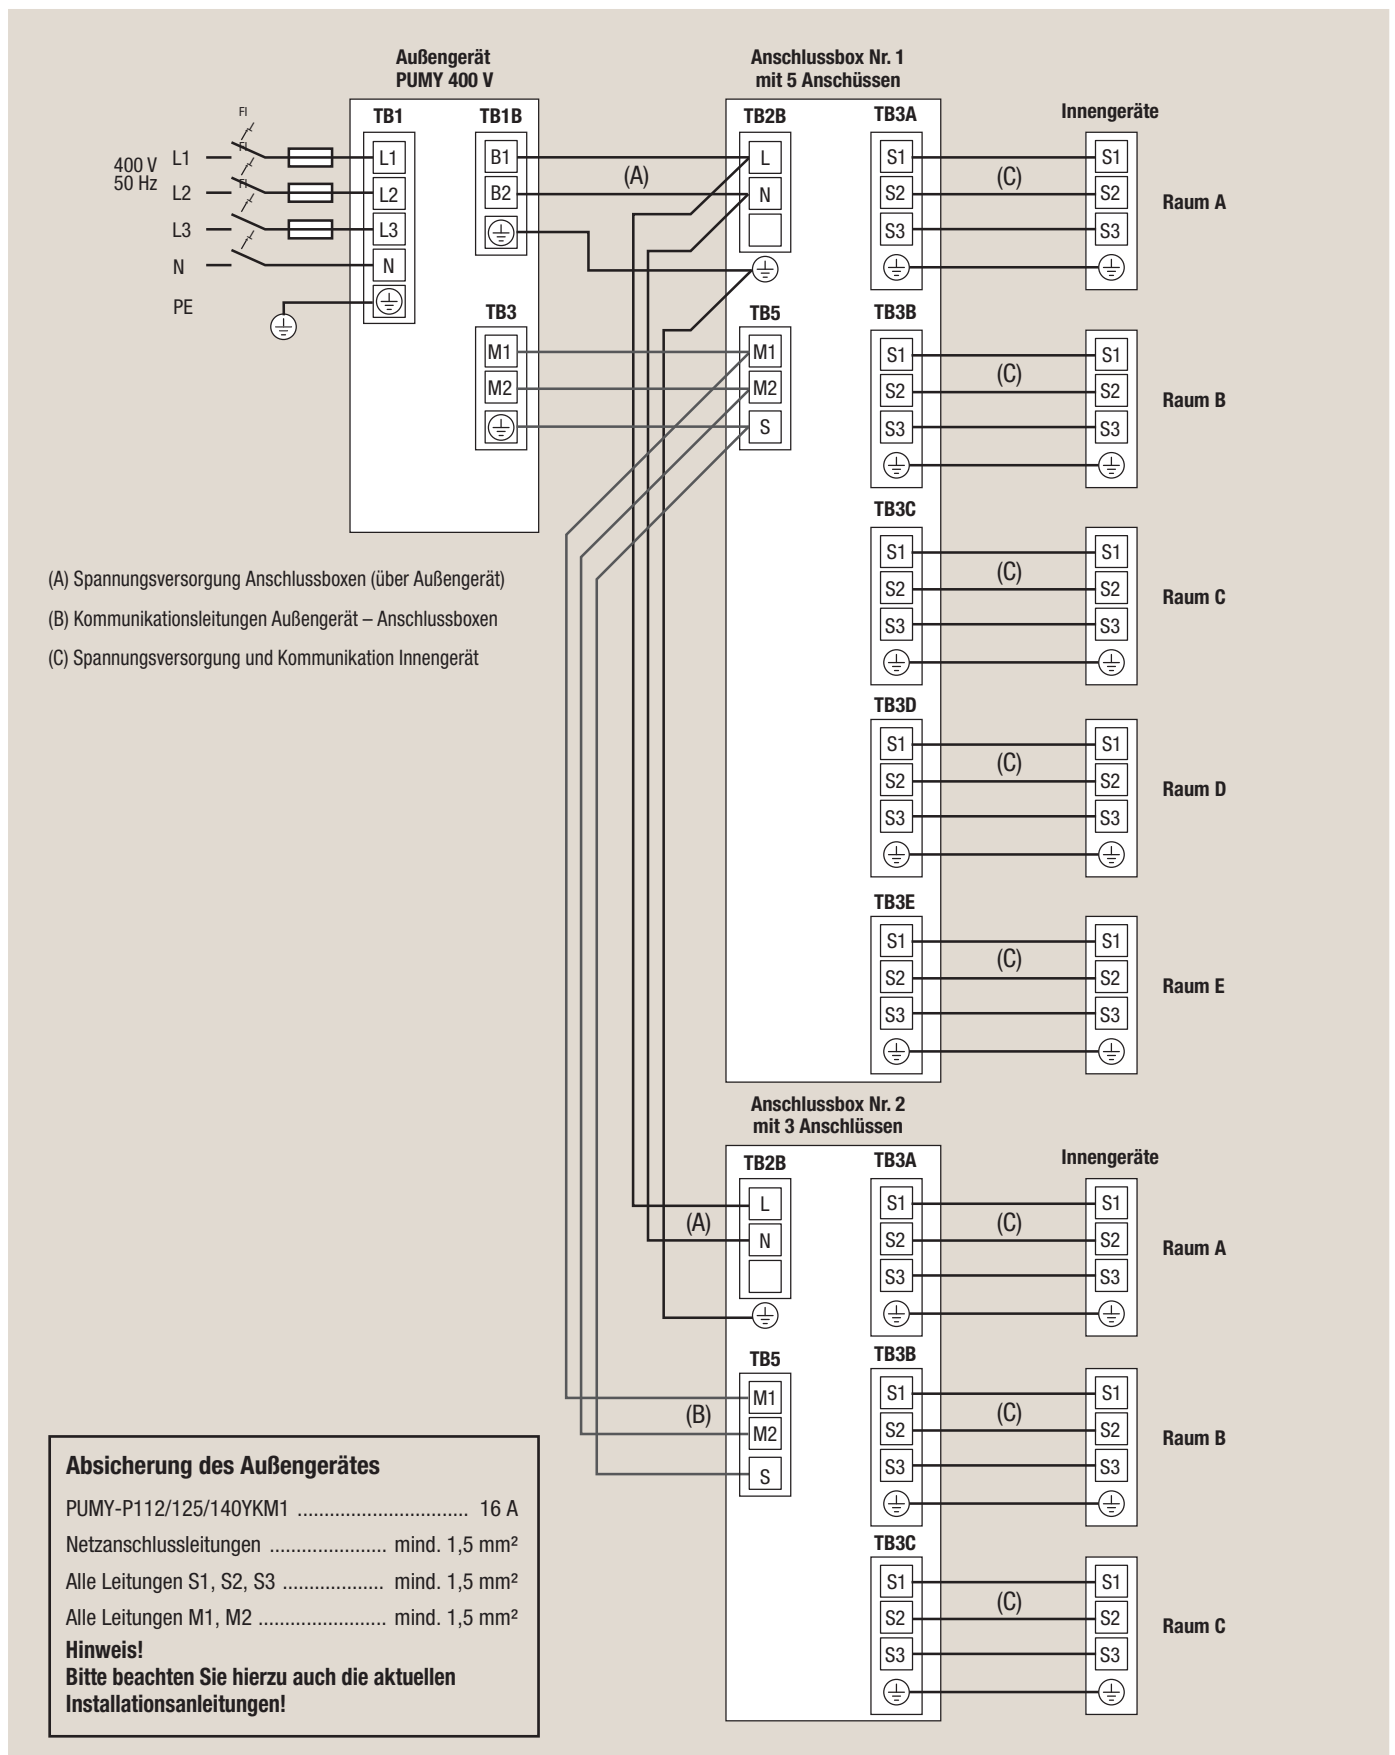 Außengerät
PUMY 400 V
Anschlussbox Nr. 1
mit 5 Anschüssen
TB1
TB1B
TB2B
TB3A
Innengeräte
FI
FI
FI
400 V
50 Hz
L1
L2
L3
N
PE
L1
L2
L3
N
B1
B2
(A)
L
N
S1
S2
S3
(C)
S1
S2
S3
Raum A
TB3
M1
M2
TB5
M1
M2
S
TB3B
S1
S2
S3
(C)
S1
S2
S3
Raum B
TB3C
S1
S2
S3
(C)
S1
S2
S3
Raum C
(A) Spannungsversorgung Anschlussboxen (über Außengerät)
(B) Kommunikationsleitungen Außengerät – Anschlussboxen
(C) Spannungsversorgung und Kommunikation Innengerät
TB3D
S1
S2
S3
(C)
S1
S2
S3
Raum D
TB3E
S1
S2
S3
(C)
S1
S2
S3
Raum E
Anschlussbox Nr. 2
mit 3 Anschlüssen
TB2B
TB3A
Innengeräte
(A)
L
N
S1
S2
S3
(C)
S1
S2
S3
Raum A
TB5
(B)
M1
M2
S
TB3B
S1
S2
S3
(C)
S1
S2
S3
Raum B
TB3C
S1
S2
S3
(C)
S1
S2
S3
Raum C
Absicherung des Außengerätes
PUMY-P112/125/140YKM1 ................................ 16 A
Netzanschlussleitungen ...................... mind. 1,5 mm²
Alle Leitungen S1, S2, S3 ................... mind. 1,5 mm²
Alle Leitungen M1, M2 ........................ mind. 1,5 mm²
Hinweis!
Bitte beachten Sie hierzu auch die aktuellen
Installationsanleitungen!